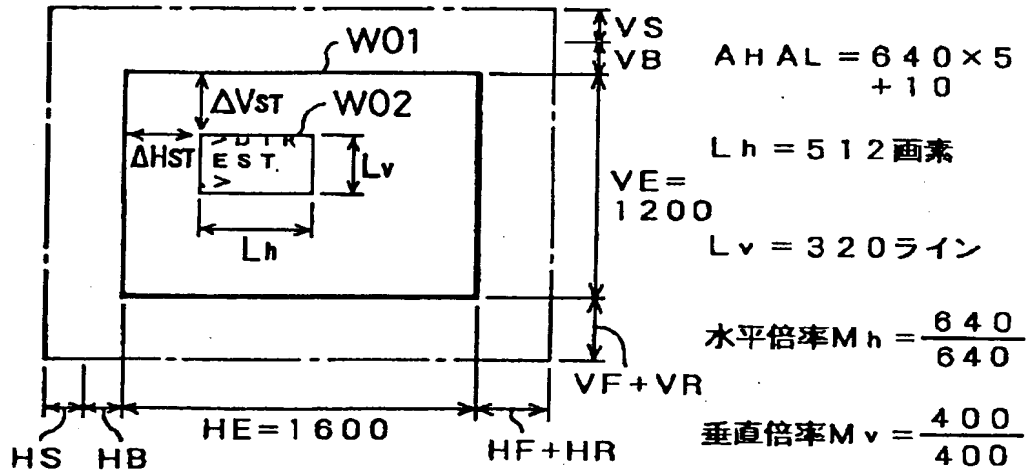 VS
VB
W01
ΔVST
W02
ΔHST
EST.
>
Lv
Lh
VE=
1200
VF+VR
HE=1600
HS
HB
HF+HR
AHAL=640×5
+10
Lh=512画素
Lv=320ライン
水平倍率Mh=640/640
垂直倍率Mv=400/400